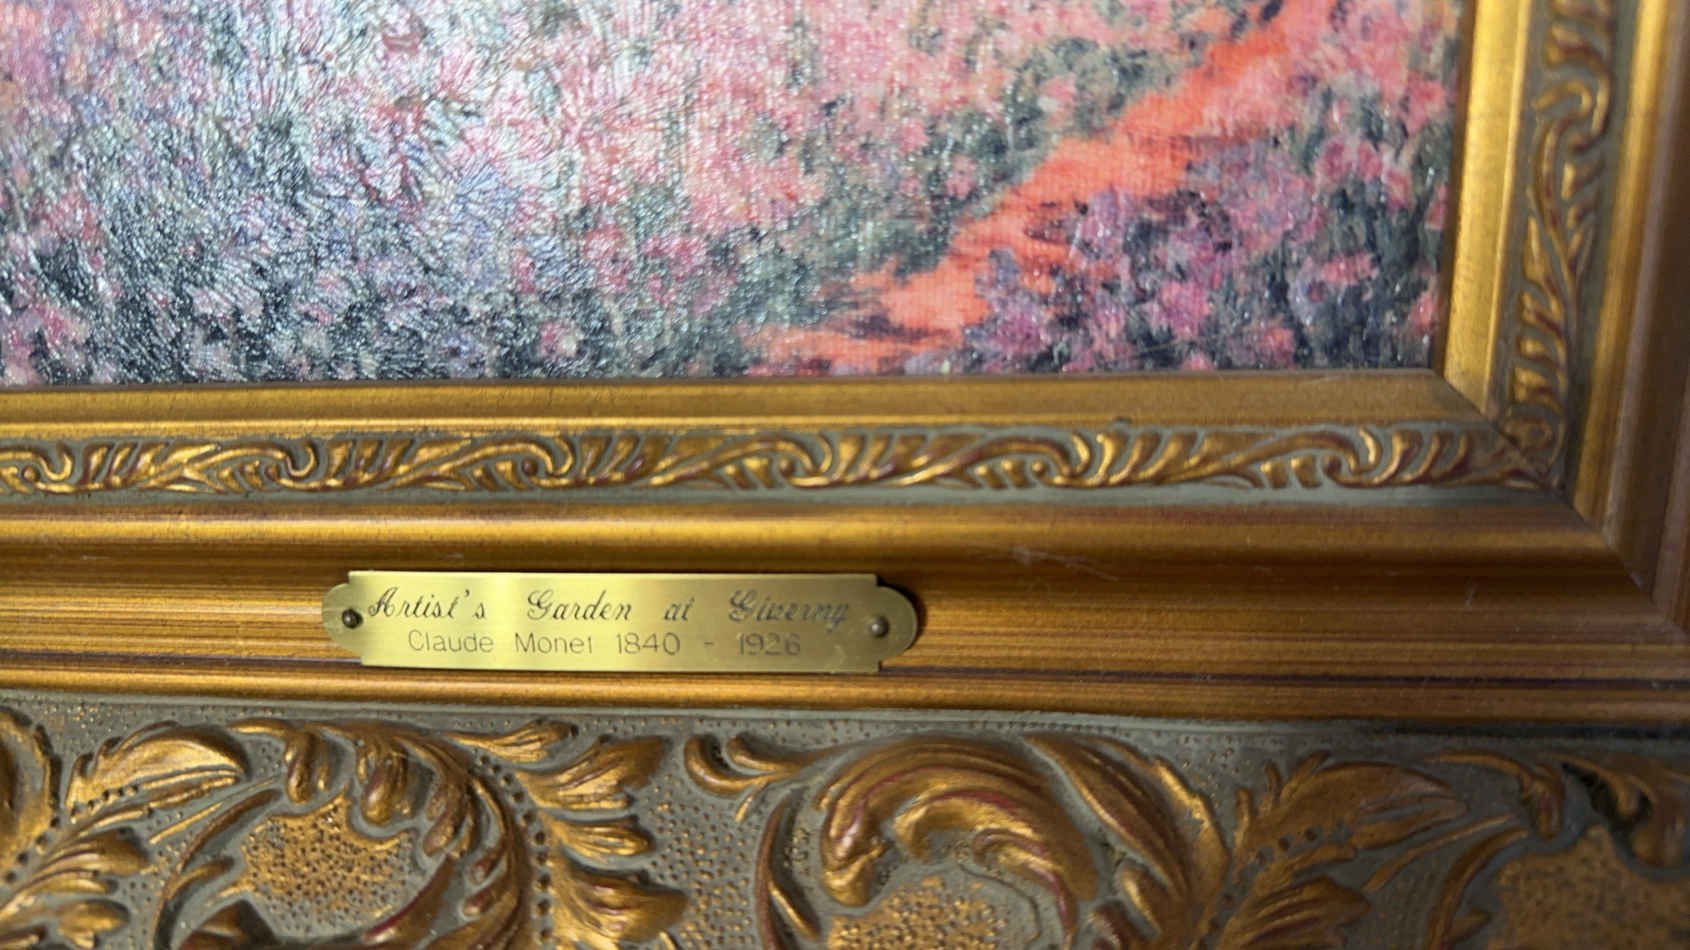 Artist's Garden at Giverny
Claude Monet 1840 - 1926